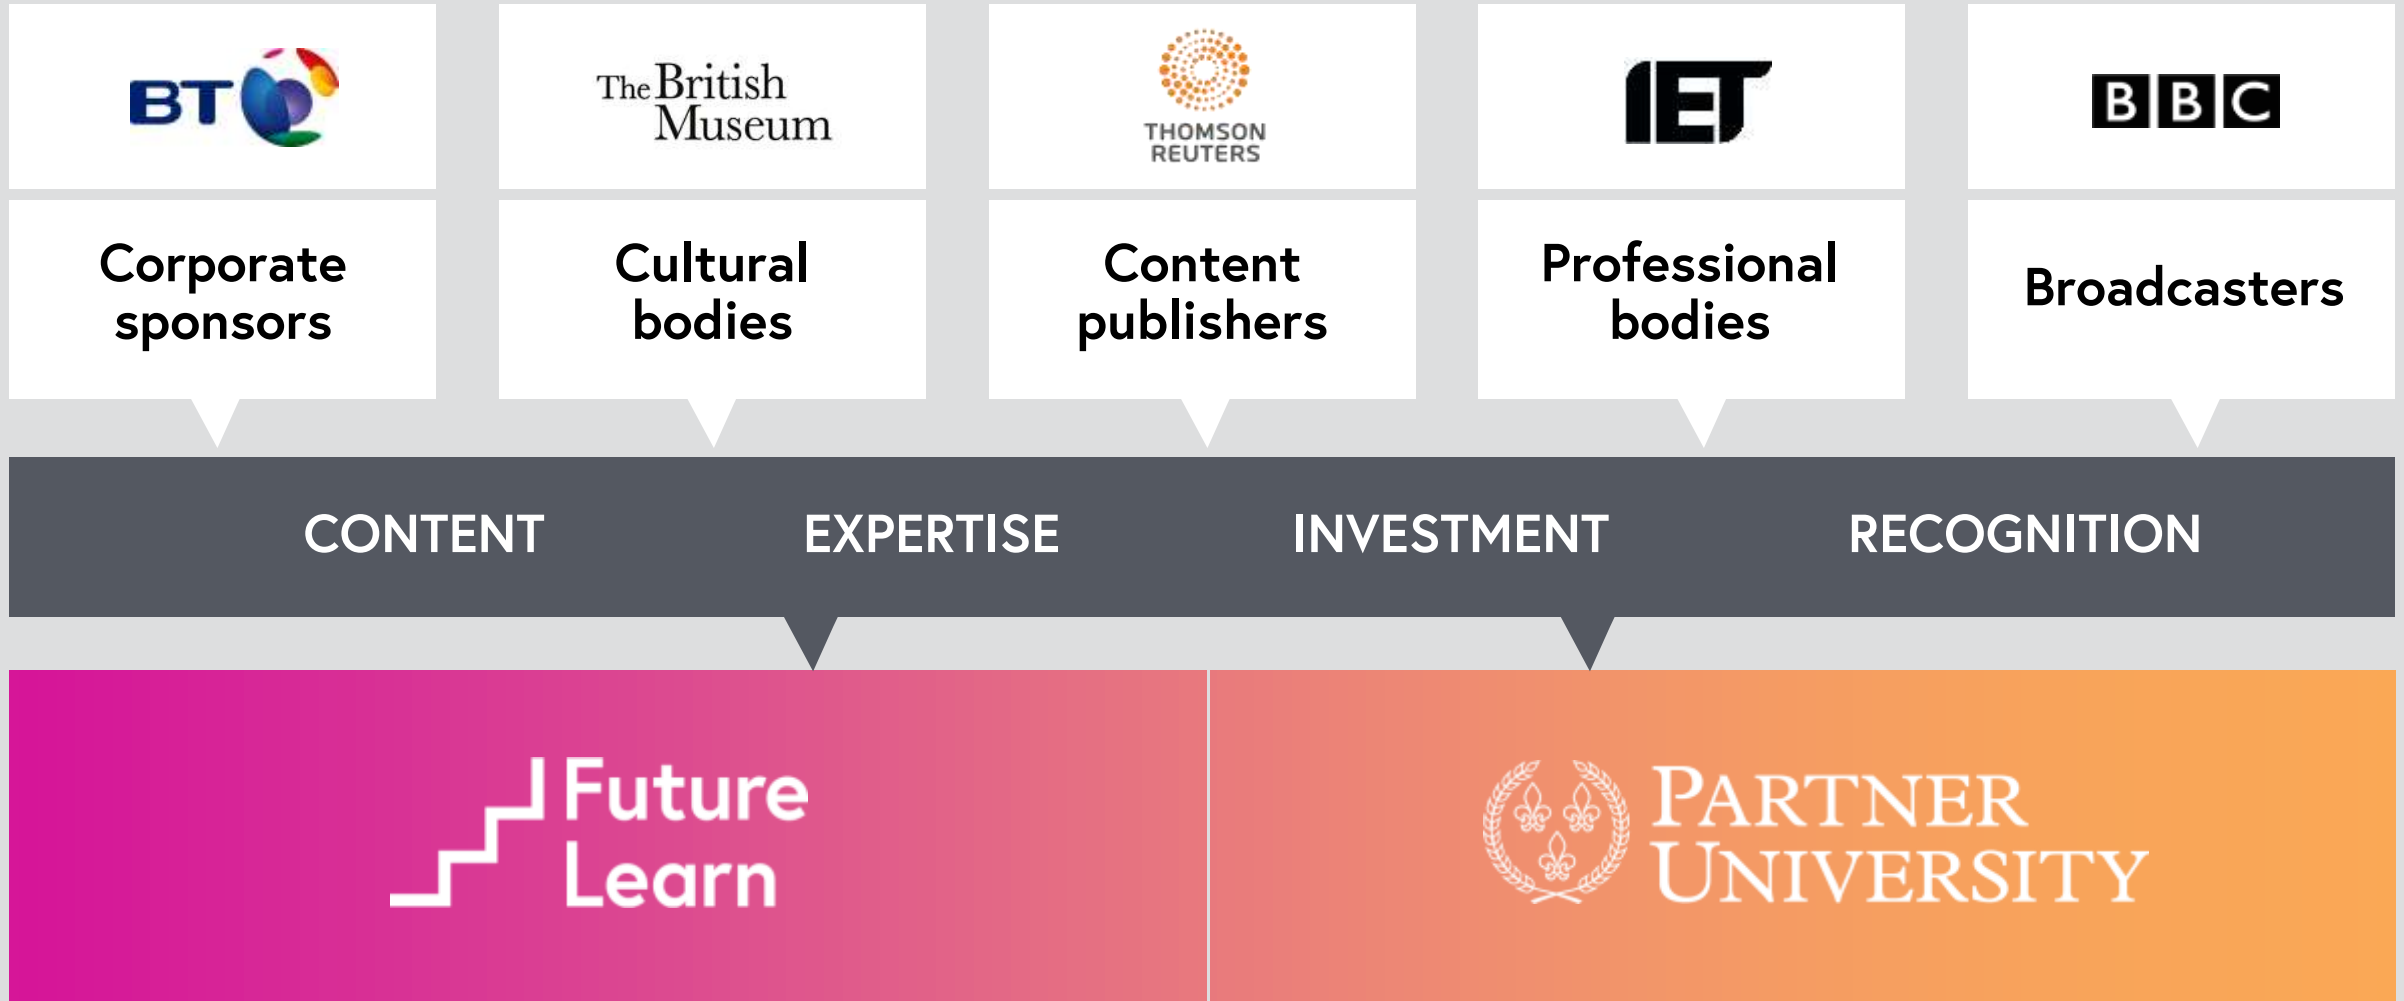 BT
The British
Museum
THOMSON
REUTERS
IET
BBC
Corporate
sponsors
Cultural
bodies
Content
publishers
Professional
bodies
Broadcasters
CONTENT EXPERTISE INVESTMENT RECOGNITION
Future
Learn
PARTNER
UNIVERSITY